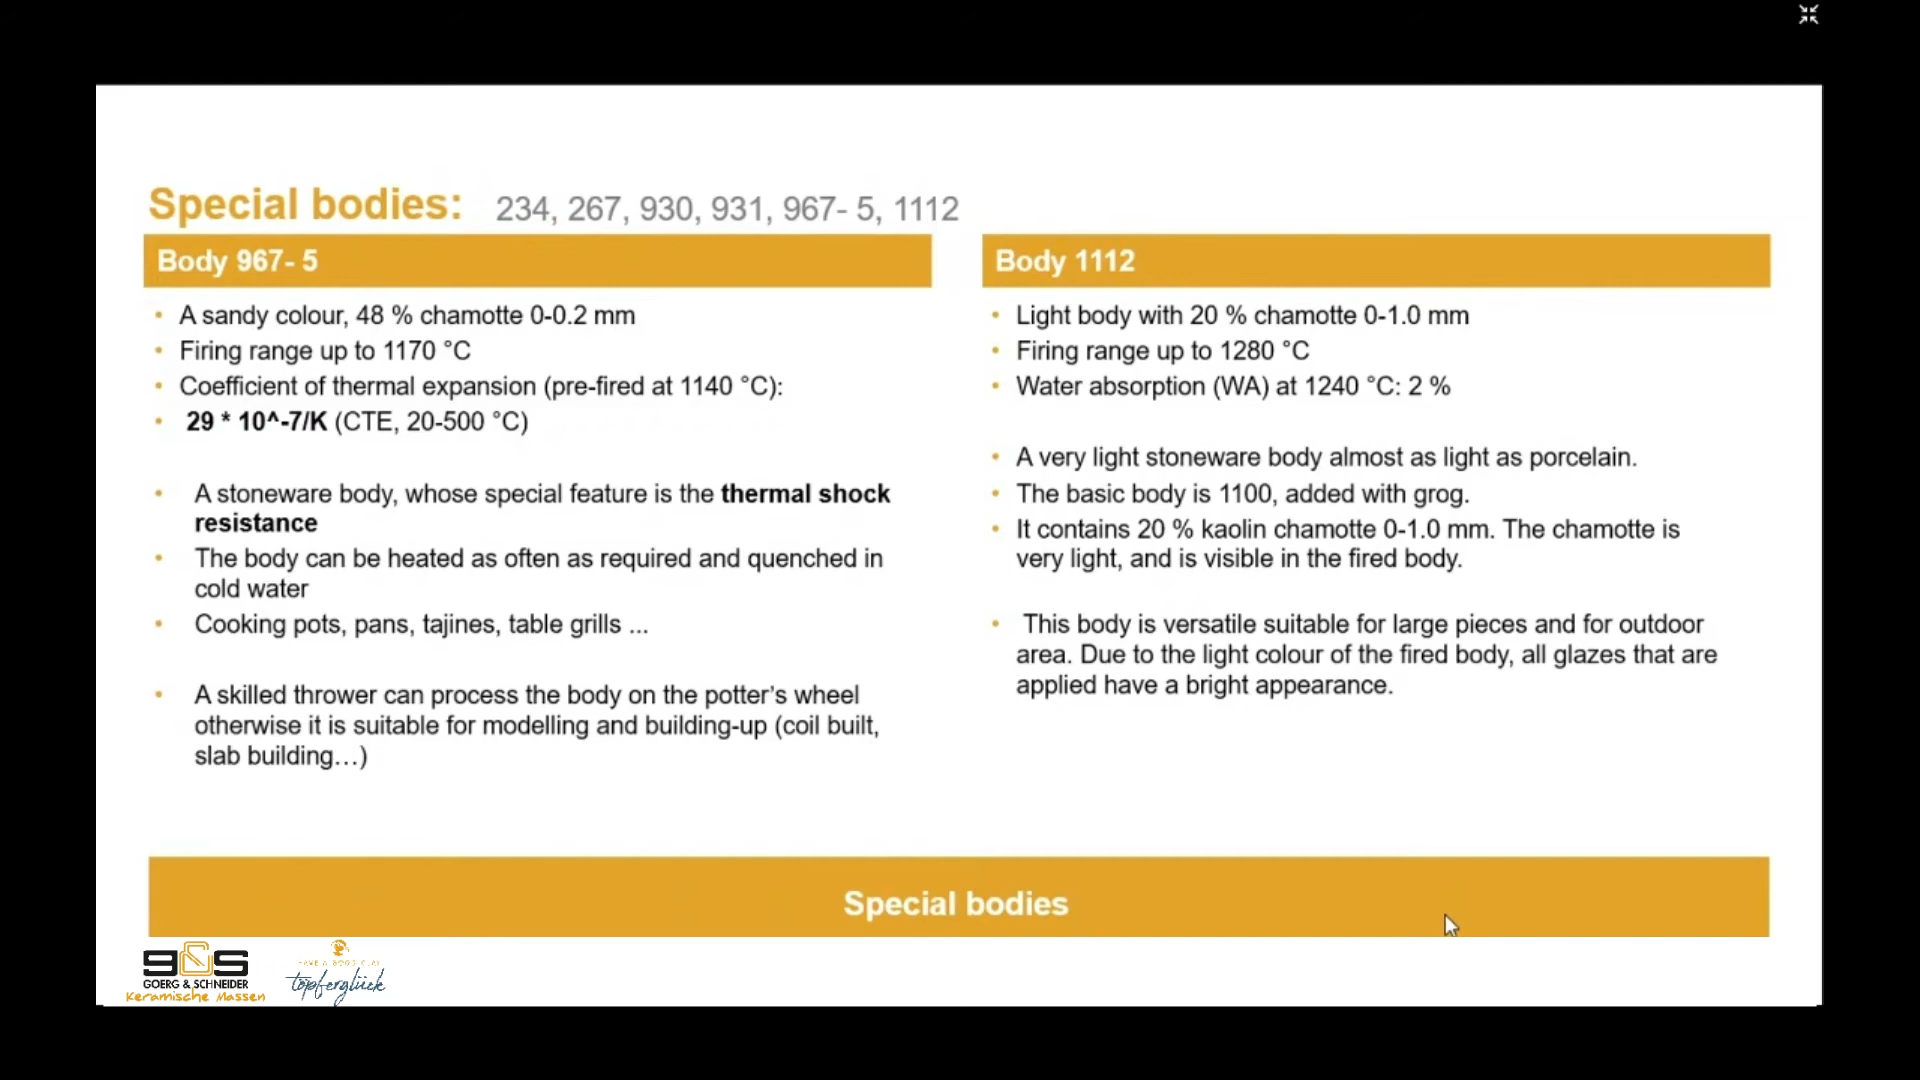 Special bodies: 234, 267, 930, 931, 967- 5, 1112
Body 967- 5
• A sandy colour, 48 % chamotte 0-0.2 mm
• Firing range up to 1170 °C
• Coefficient of thermal expansion (pre-fired at 1140 °C):
• 29 * 10^-7/K (CTE, 20-500 °C)
• A stoneware body, whose special feature is the thermal shock
resistance
• The body can be heated as often as required and quenched in
cold water
• Cooking pots, pans, tajines, table grills ...
• A skilled thrower can process the body on the potter's wheel
otherwise it is suitable for modelling and building-up (coil built,
slab building…)
Body 1112
• Light body with 20 % chamotte 0-1.0 mm
• Firing range up to 1280 °C
• Water absorption (WA) at 1240 °C: 2 %
• A very light stoneware body almost as light as porcelain.
• The basic body is 1100, added with grog.
• It contains 20 % kaolin chamotte 0-1.0 mm. The chamotte is
very light, and is visible in the fired body.
• This body is versatile suitable for large pieces and for outdoor
area. Due to the light colour of the fired body, all glazes that are
applied have a bright appearance.
Special bodies
g&s
GOERG & SCHNEIDER
Keramische Massen
töpferglück